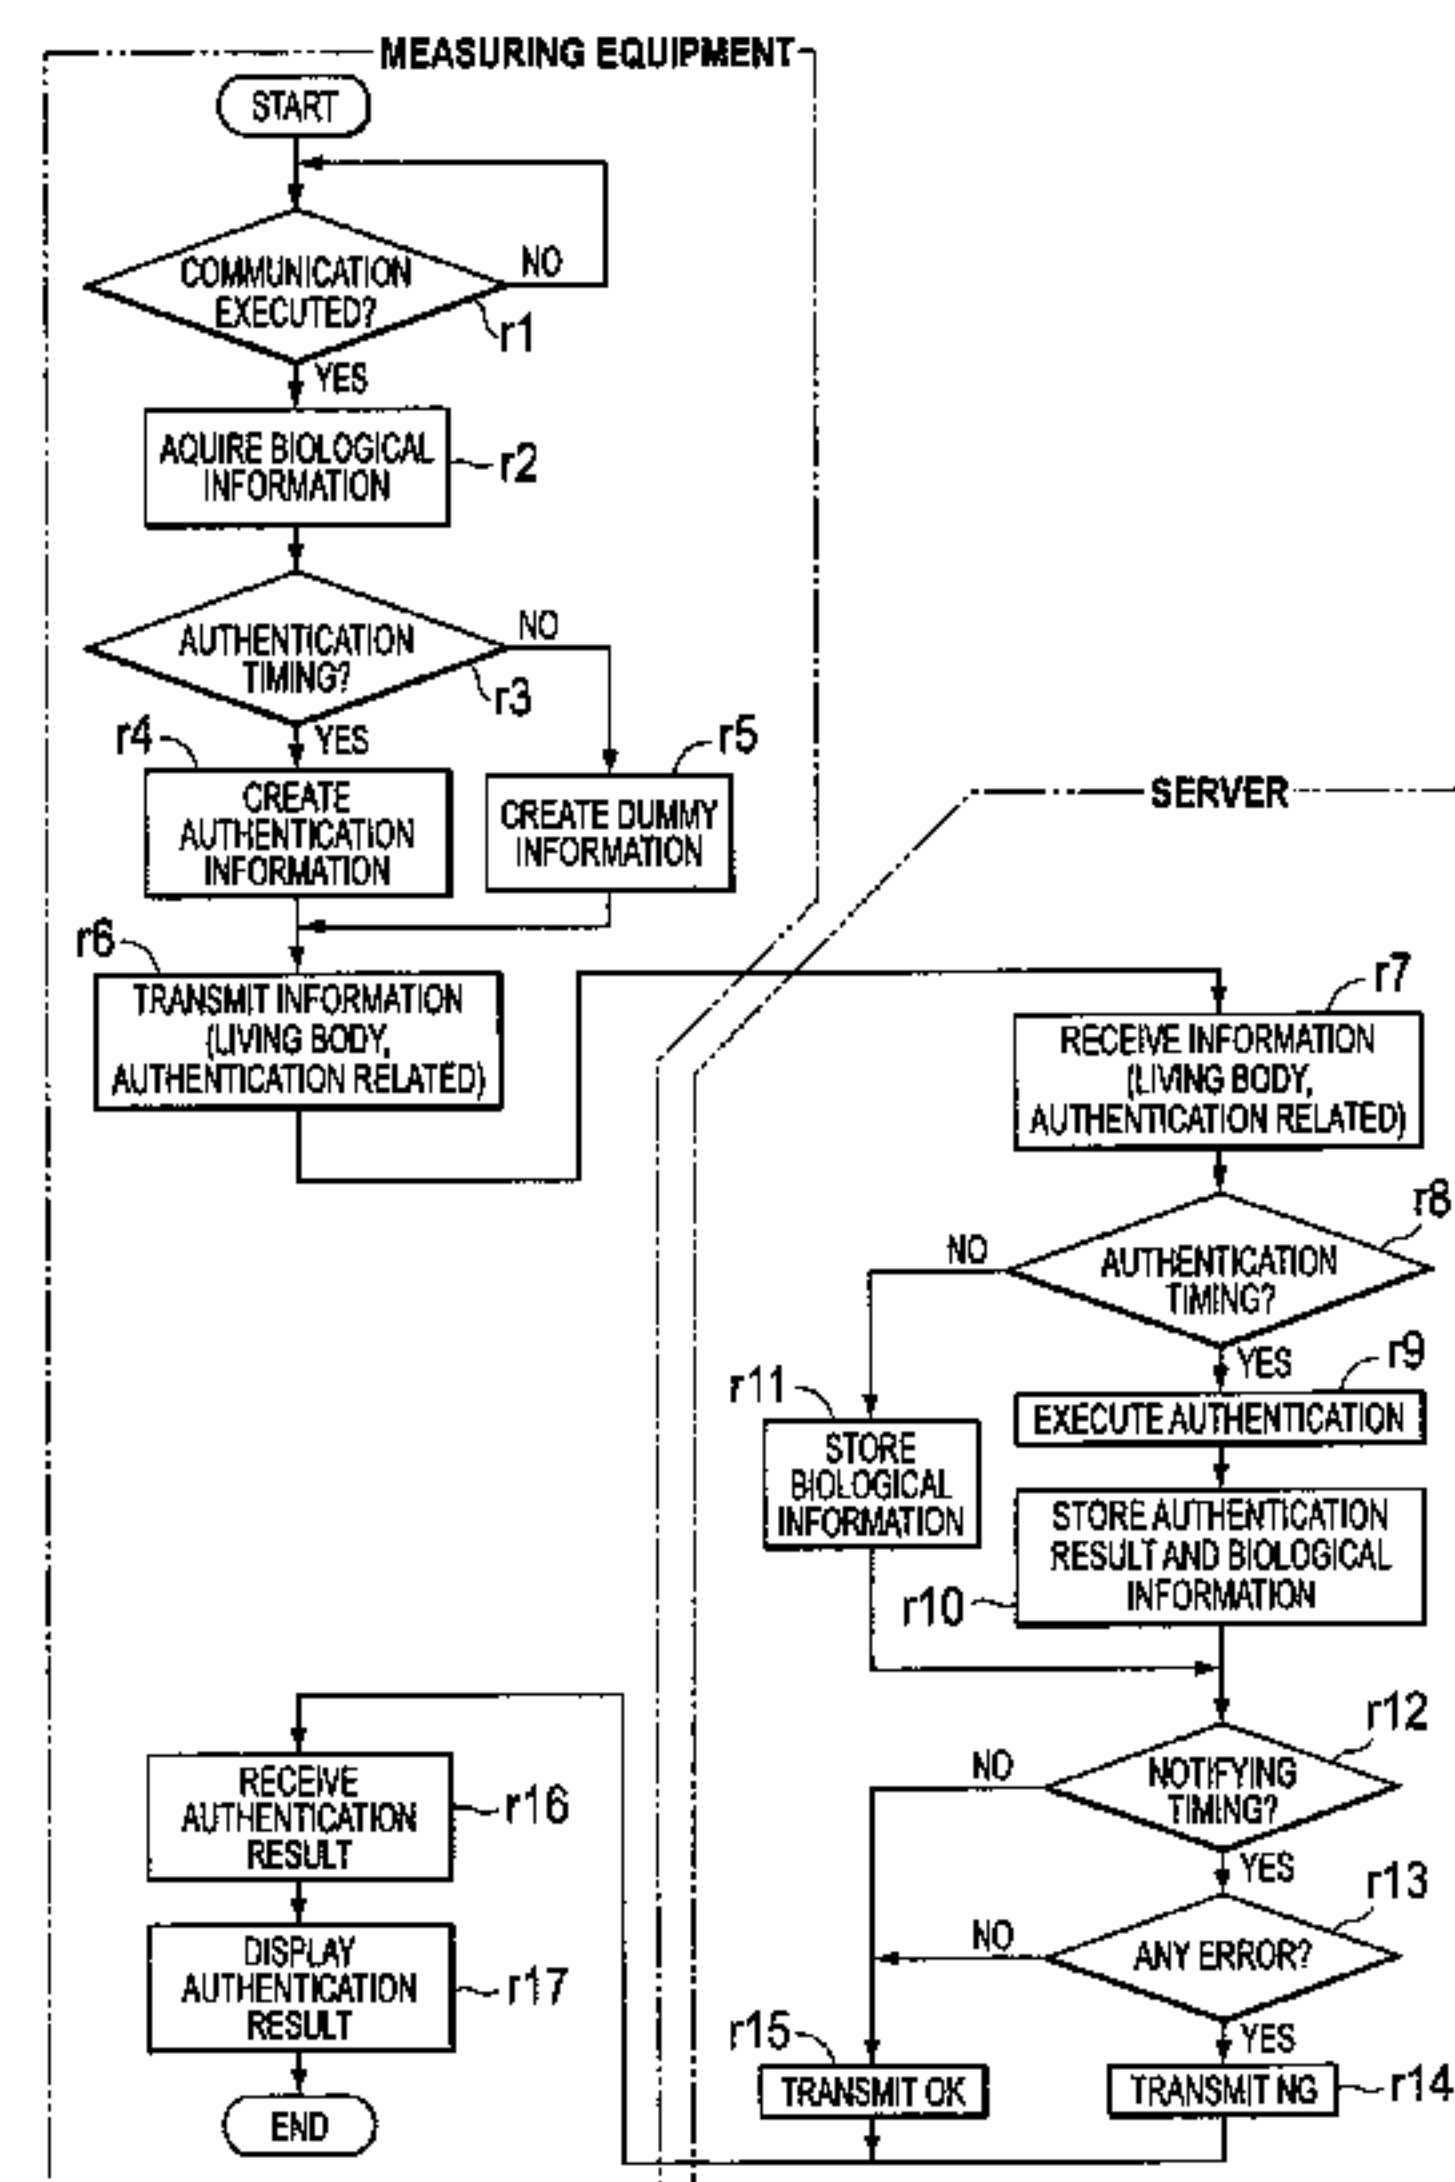 MEASURING EQUIPMENT
START
COMMUNICATION
EXECUTED?
NO
r1
YES
AQUIRE BIOLOGICAL
INFORMATION
r2
AUTHENTICATION
TIMING?
NO
r3
YES
r4
CREATE
AUTHENTICATION
INFORMATION
r5
CREATE DUMMY
INFORMATION
r6
TRANSMIT INFORMATION
(LIVING BODY,
AUTHENTICATION RELATED)
SERVER
r7
RECEIVE INFORMATION
(LIVING BODY,
AUTHENTICATION RELATED)
r8
AUTHENTICATION
TIMING?
NO
YES
r9
EXECUTE AUTHENTICATION
r11
STORE
BIOLOGICAL
INFORMATION
STORE AUTHENTICATION
RESULT AND BIOLOGICAL
INFORMATION
r10
r12
NOTIFYING
TIMING?
NO
YES
r13
ANY ERROR?
NO
YES
r15
TRANSMIT OK
TRANSMIT NG
r14
RECEIVE
AUTHENTICATION
RESULT
r16
DISPLAY
AUTHENTICATION
RESULT
r17
END